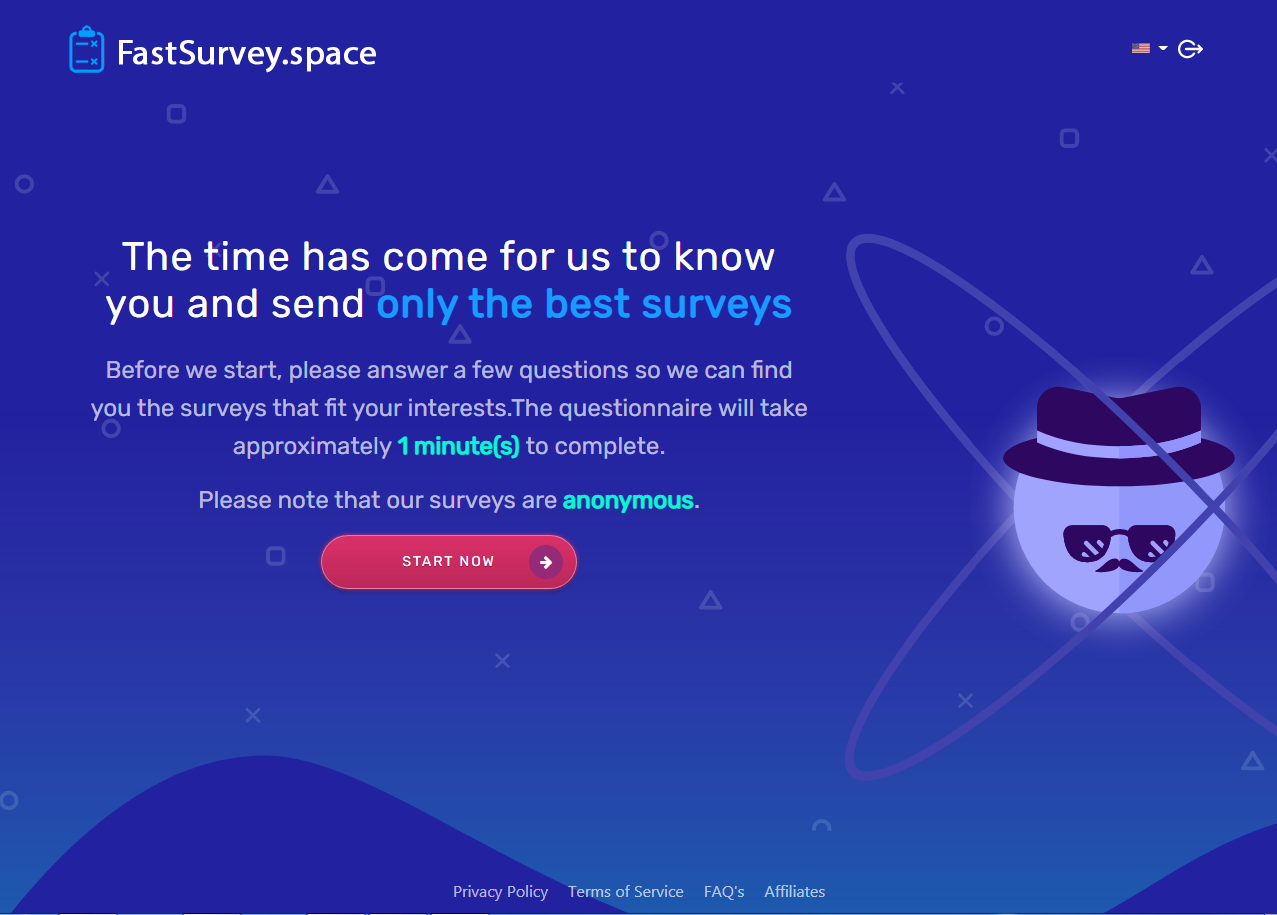 FastSurvey.space
The time has come for us to know
you and send only the best surveys
Before we start, please answer a few questions so we can find
you the surveys that fit your interests.The questionnaire will take
approximately 1 minute(s) to complete.
Please note that our surveys are anonymous.
START NOW
Privacy Policy Terms of Service FAQ's Affiliates